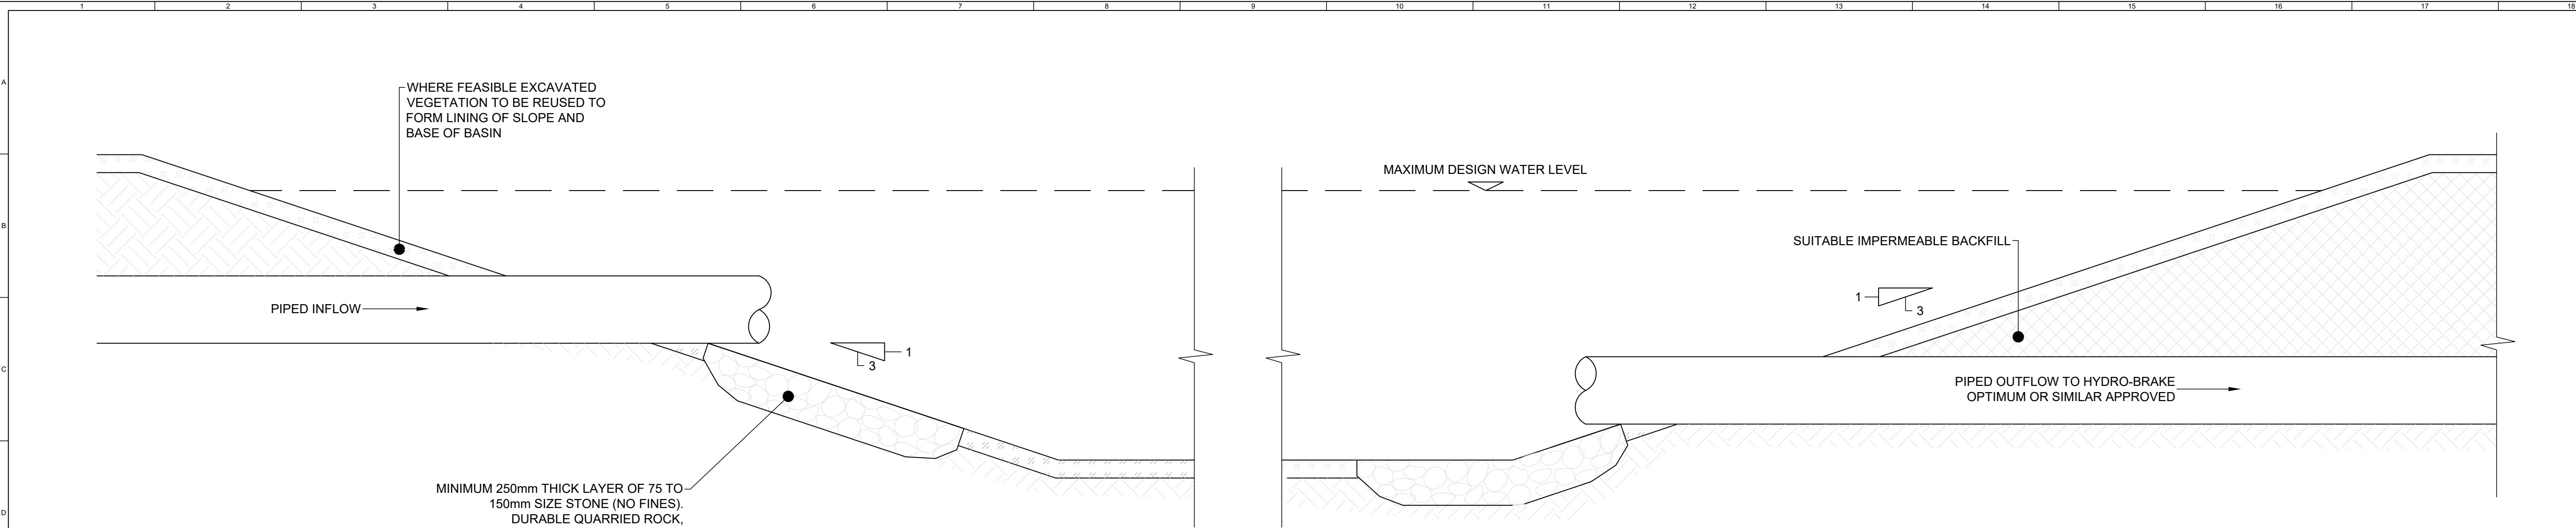 1 2 3 4 5 6 7 8 9 10 11 12 13 14 15 16 17 18
A
WHERE FEASIBLE EXCAVATED
VEGETATION TO BE REUSED TO
FORM LINING OF SLOPE AND
BASE OF BASIN
MAXIMUM DESIGN WATER LEVEL
B
SUITABLE IMPERMEABLE BACKFILL
PIPED INFLOW
1
3
1
3
C
PIPED OUTFLOW TO HYDRO-BRAKE
OPTIMUM OR SIMILAR APPROVED
MINIMUM 250mm THICK LAYER OF 75 TO
150mm SIZE STONE (NO FINES).
DURABLE QUARRIED ROCK,
D